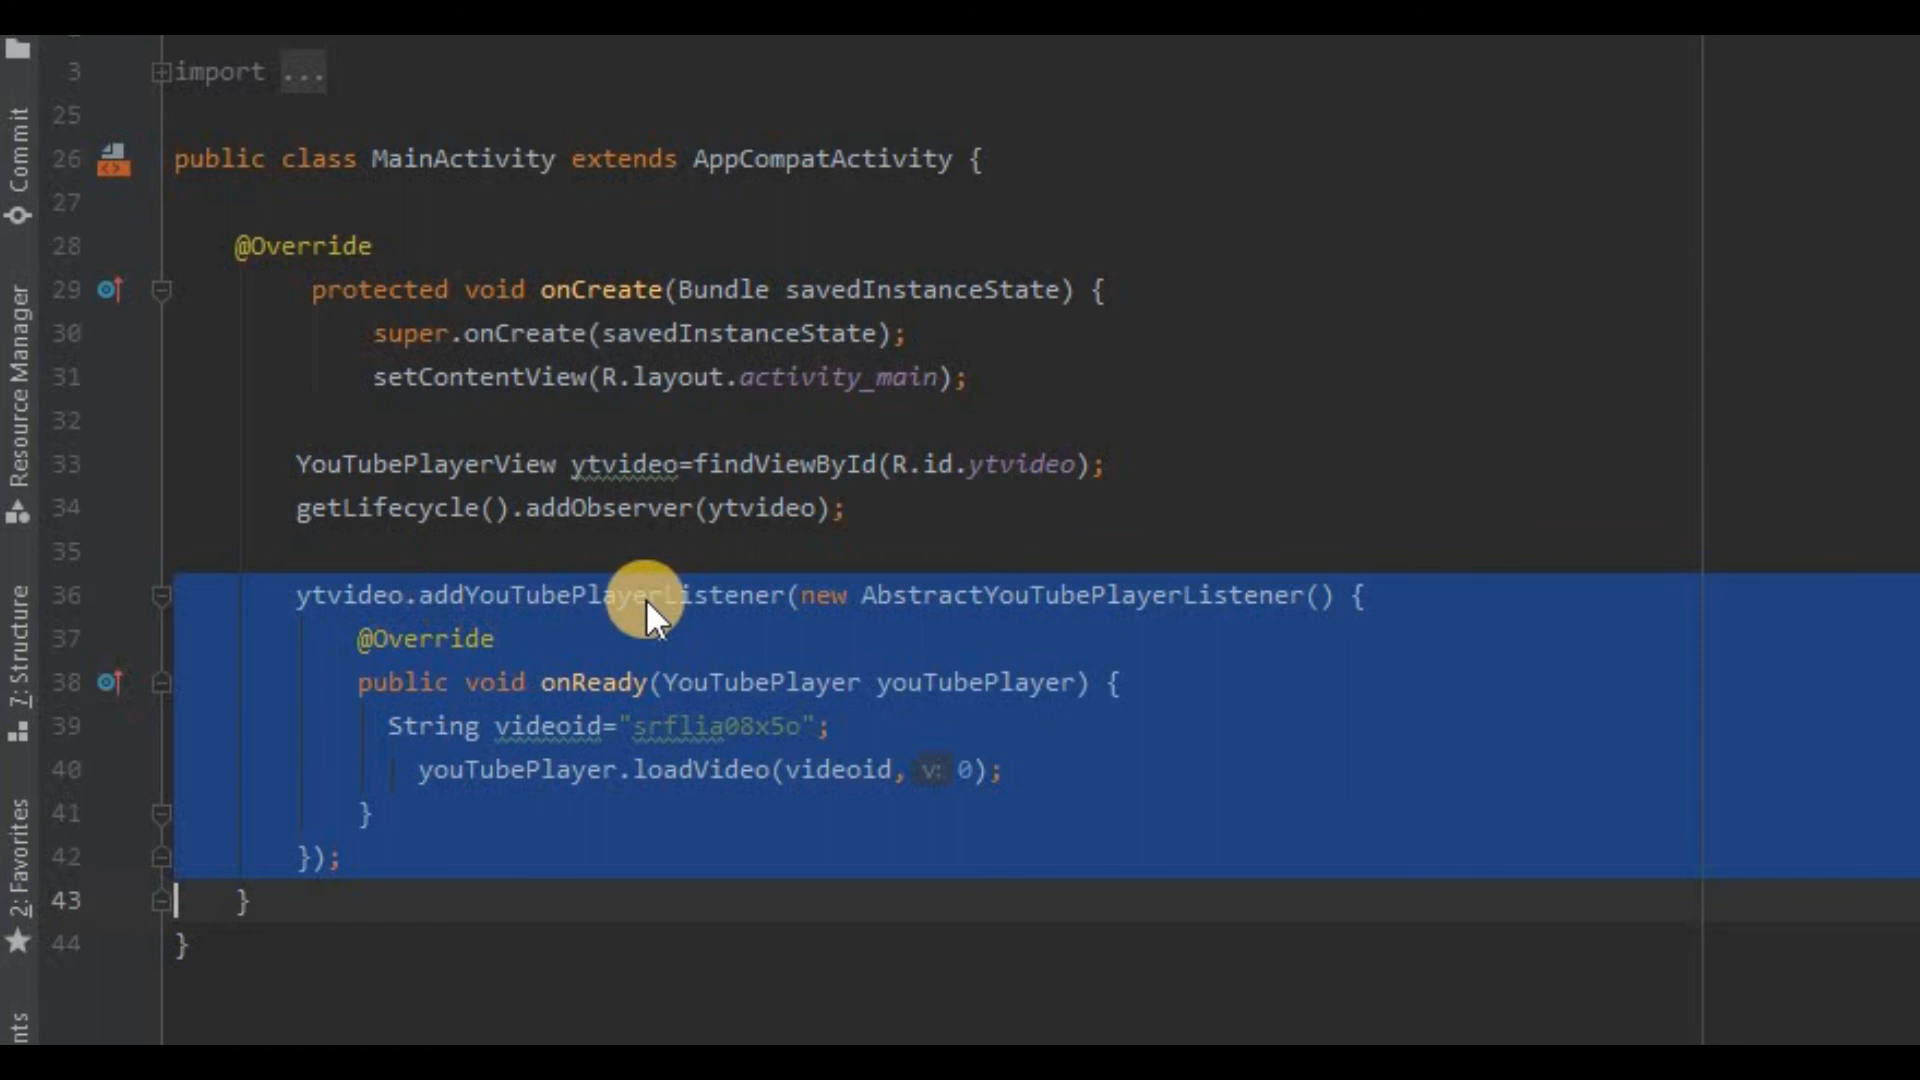 3 import ...
25
26 public class MainActivity extends AppCompatActivity {
27
28 @Override
29 protected void onCreate(Bundle savedInstanceState) {
30 super.onCreate(savedInstanceState);
31 setContentView(R.layout.activity_main);
32
33 YouTubePlayerView ytvideo=findViewById(R.id.ytvideo);
34 getLifecycle().addObserver(ytvideo);
35
36 ytvideo.addYouTubePlayerListener(new AbstractYouTubePlayerListener() {
37 @Override
38 public void onReady(YouTubePlayer youTubePlayer) {
39 String videoid="srflia08x5o";
40 youTubePlayer.loadVideo(videoid, v: 0);
41 }
42 });
43 }
44 }
Commit
Resource Manager
7: Structure
2: Favorites
nts